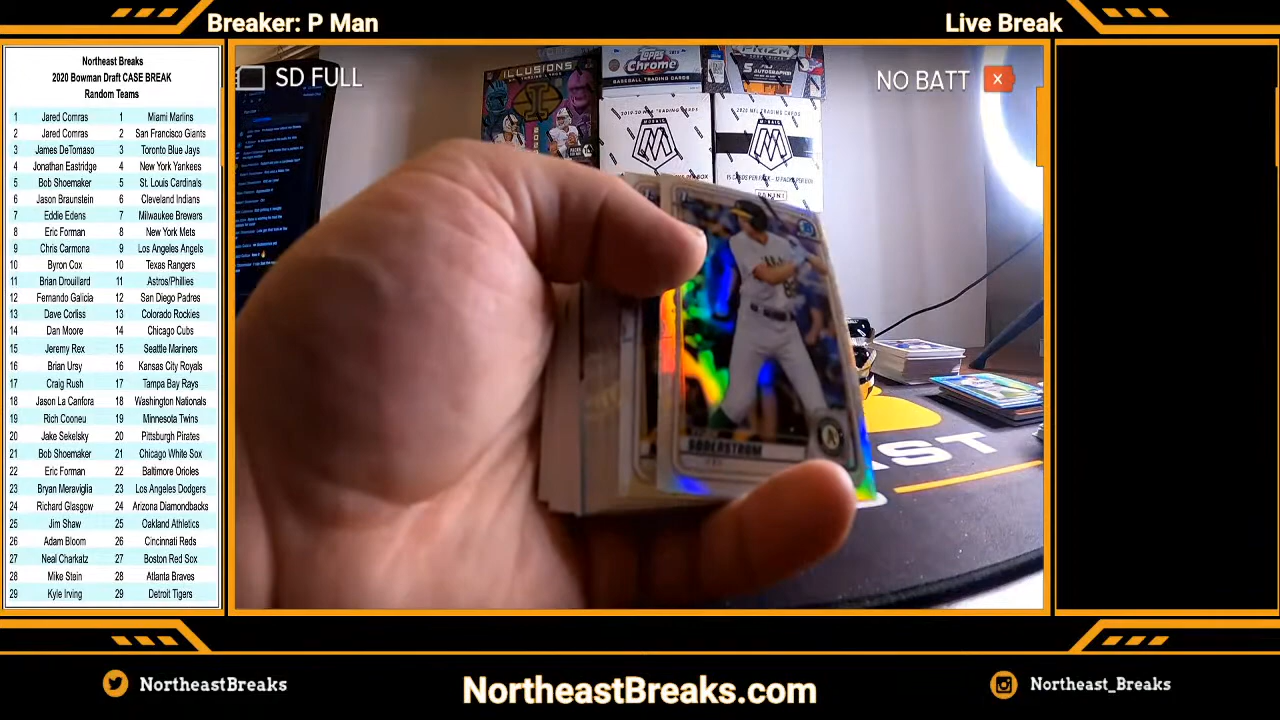 Breaker: P Man
Live Break
Northeast Breaks
2020 Bowman Draft CASE BREAK
Random Teams
1 Jared Comras 1 Miami Marlins
2 Jared Comras 2 San Francisco Giants
3 James DeTomaso 3 Toronto Blue Jays
4 Jonathan Eastridge 4 New York Yankees
5 Bob Shoemaker 5 St. Louis Cardinals
6 Jason Braunstein 6 Cleveland Indians
7 Eddie Edens 7 Milwaukee Brewers
8 Eric Forman 8 New York Mets
9 Chris Carmona 9 Los Angeles Angels
10 Byron Cox 10 Texas Rangers
11 Brian Drouillard 11 Astros/Phillies
12 Fernando Galicia 12 San Diego Padres
13 Dave Corliss 13 Colorado Rockies
14 Dan Moore 14 Chicago Cubs
15 Jeremy Rex 15 Seattle Mariners
16 Brian Ursy 16 Kansas City Royals
17 Craig Rush 17 Tampa Bay Rays
18 Jason La Canfora 18 Washington Nationals
19 Rich Cooneu 19 Minnesota Twins
20 Jake Sekelsky 20 Pittsburgh Pirates
21 Bob Shoemaker 21 Chicago White Sox
22 Eric Forman 22 Baltimore Orioles
23 Bryan Meraviglia 23 Los Angeles Dodgers
24 Richard Glasgow 24 Arizona Diamondbacks
25 Jim Shaw 25 Oakland Athletics
26 Adam Bloom 26 Cincinnati Reds
27 Neal Charkatz 27 Boston Red Sox
28 Mike Stein 28 Atlanta Braves
29 Kyle Irving 29 Detroit Tigers
SD FULL
NO BATT
ILLUSIONS
Topps
Chrome
BASEBALL TRADING CARDS
PRIZM
AUTOGRAPHS
MOSAIC
MOSAIC
PANINI
SODERSTROM
AST
NortheastBreaks
NortheastBreaks.com
Northeast_Breaks